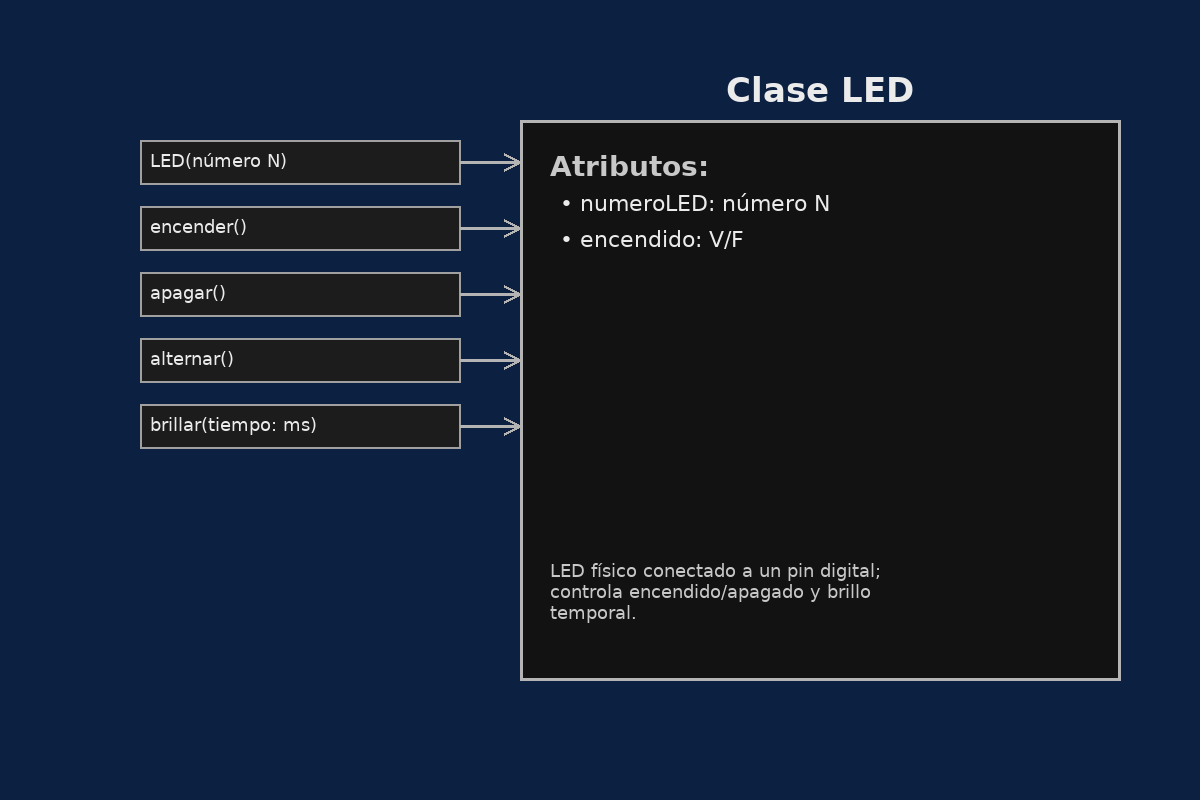 Clase LED
LED(número N)
encender()
apagar()
alternar()
brillar(tiempo: ms)
Atributos:
• numeroLED: número N
• encendido: V/F
LED físico conectado a un pin digital;
controla encendido/apagado y brillo
temporal.